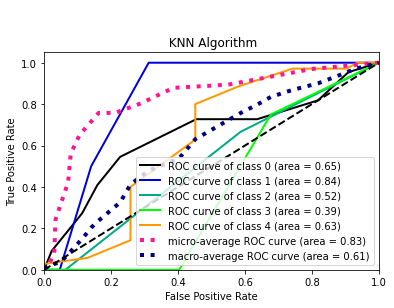 KNN Algorithm
1.0
0.8
0.6
0.4
0.2
0.0
True Positive Rate
ROC curve of class 0 (area = 0.65)
ROC curve of class 1 (area = 0.84)
ROC curve of class 2 (area = 0.52)
ROC curve of class 3 (area = 0.39)
ROC curve of class 4 (area = 0.63)
micro-average ROC curve (area = 0.83)
macro-average ROC curve (area = 0.61)
0.0 0.2 0.4 0.6 0.8 1.0
False Positive Rate